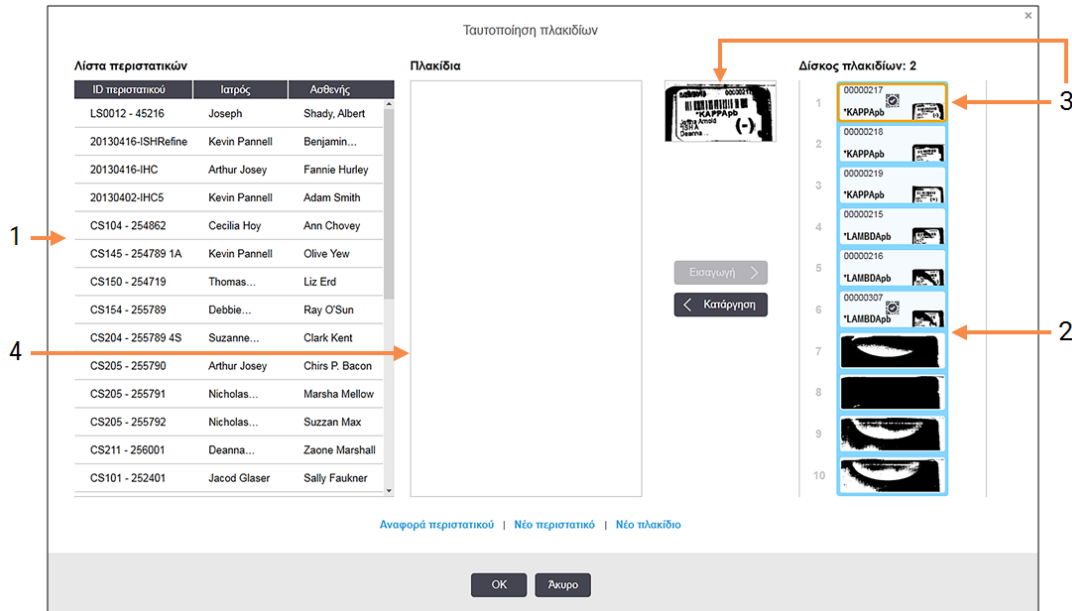 ×
Ταυτοποίηση πλακιδίων
Λίστα περιστατικών
Πλακίδια
Δίσκος πλακιδίων: 2
ID περιστατικού Ιατρός Ασθενής
LS0012 - 45216 Joseph Shady, Albert
20130416-ISHRefine Kevin Pannell Benjamin...
20130416-IHC Arthur Josey Fannie Hurley
20130402-IHC5 Kevin Pannell Adam Smith
CS104 - 254862 Cecilia Hoy Ann Chovey
CS145 - 254789 1A Kevin Pannell Olive Yew
CS150 - 254719 Thomas... Liz Erd
CS154 - 255789 Debbie... Ray O'Sun
CS204 - 255789 4S Suzanne... Clark Kent
CS205 - 255790 Arthur Josey Chirs P. Bacon
CS205 - 255791 Nicholas... Marsha Mellow
CS205 - 255792 Nicholas... Suzzan Max
CS211 - 256001 Deanna... Zaone Marshall
CS101 - 252401 Jacod Glaser Sally Faukner
*KAPPApb
Arnold
Deanna...
(-)
Εισαγωγή >
< Κατάργηση
1 00000217
*KAPPApb
2 00000218
*KAPPApb
3 00000219
*KAPPApb
4 00000215
*LAMBDApb
5 00000216
*LAMBDApb
6 00000307
*LAMBDApb
7
8
9
10
1
4
3
2
Αναφορά περιστατικού | Νέο περιστατικό | Νέο πλακίδιο
OK Άκυρο